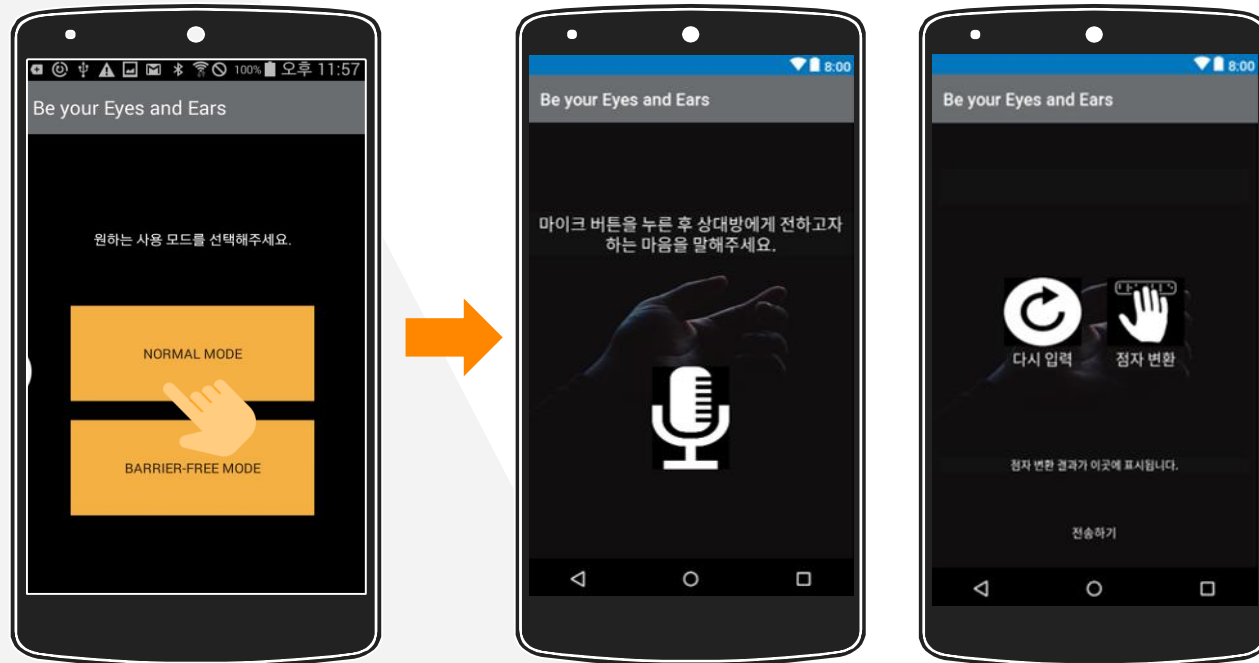 100% 오후 11:57
Be your Eyes and Ears
원하는 사용 모드를 선택해주세요.
NORMAL MODE
BARRIER-FREE MODE
8:00
Be your Eyes and Ears
마이크 버튼을 누른 후 상대방에게 전하고자
하는 마음을 말해주세요.
8:00
Be your Eyes and Ears
다시 입력
점자 변환
점자 변환 결과가 이곳에 표시됩니다.
전송하기